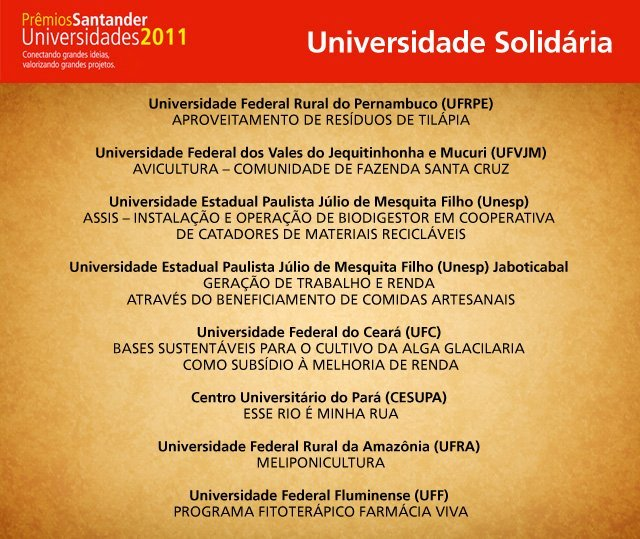 PrêmiosSantander
Universidades2011
Conectando grandes ideias,
valorizando grandes projetos.
Universidade Solidária
Universidade Federal Rural do Pernambuco (UFRPE)
APROVEITAMENTO DE RESÍDUOS DE TILÁPIA
Universidade Federal dos Vales do Jequitinhonha e Mucuri (UFVJM)
AVICULTURA – COMUNIDADE DE FAZENDA SANTA CRUZ
Universidade Estadual Paulista Júlio de Mesquita Filho (Unesp)
ASSIS – INSTALAÇÃO E OPERAÇÃO DE BIODIGESTOR EM COOPERATIVA
DE CATADORES DE MATERIAIS RECICLÁVEIS
Universidade Estadual Paulista Júlio de Mesquita Filho (Unesp) Jaboticabal
GERAÇÃO DE TRABALHO E RENDA
ATRAVÉS DO BENEFICIAMENTO DE COMIDAS ARTESANAIS
Universidade Federal do Ceará (UFC)
BASES SUSTENTÁVEIS PARA O CULTIVO DA ALGA GLACILARIA
COMO SUBSÍDIO À MELHORIA DE RENDA
Centro Universitário do Pará (CESUPA)
ESSE RIO É MINHA RUA
Universidade Federal Rural da Amazônia (UFRA)
MELIPONICULTURA
Universidade Federal Fluminense (UFF)
PROGRAMA FITOTERÁPICO FARMÁCIA VIVA